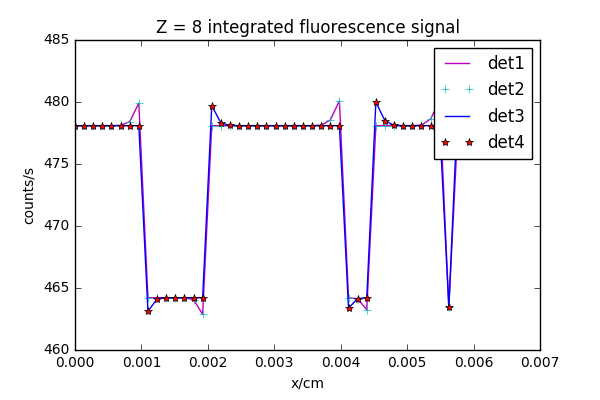 Z = 8 integrated fluorescence signal
485
480
475
470
465
460
counts/s
det1
det2
det3
det4
0.000 0.001 0.002 0.003 0.004 0.005 0.006 0.007
x/cm